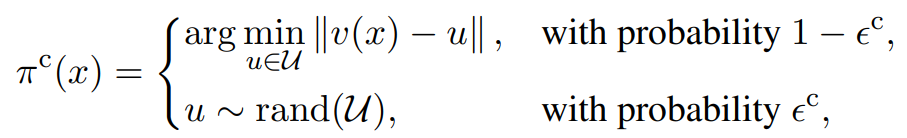 π^c(x) = { arg min_{u∈𝒰} ‖v(x) − u‖ , with probability 1 − ϵ^c,
u ∼ rand(𝒰), with probability ϵ^c,